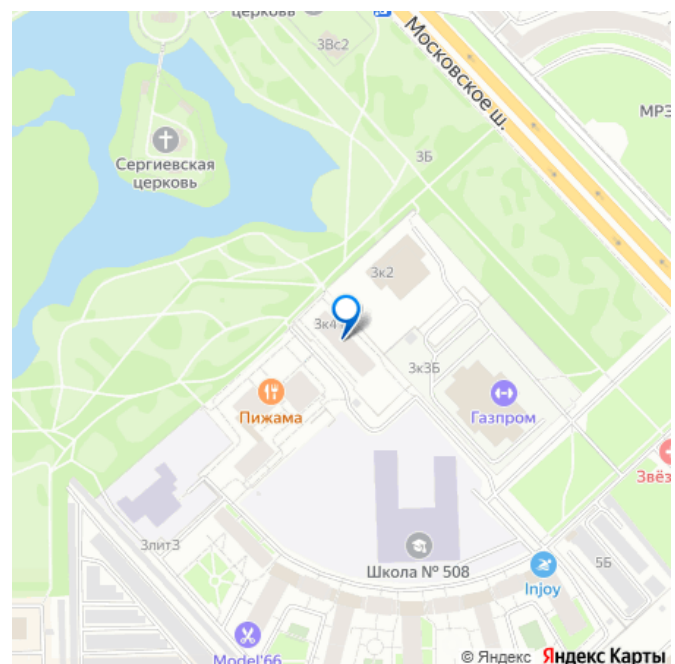 церковь
3Вс2
Московское ш.
МРЭ
Сергиевская
церковь
3Б
3к2
3к4
3к3Б
Пижама
Газпром
Звёз
3лит3
Школа № 508
5Б
Injoy
Model'66
© Яндекс Яндекс Карты